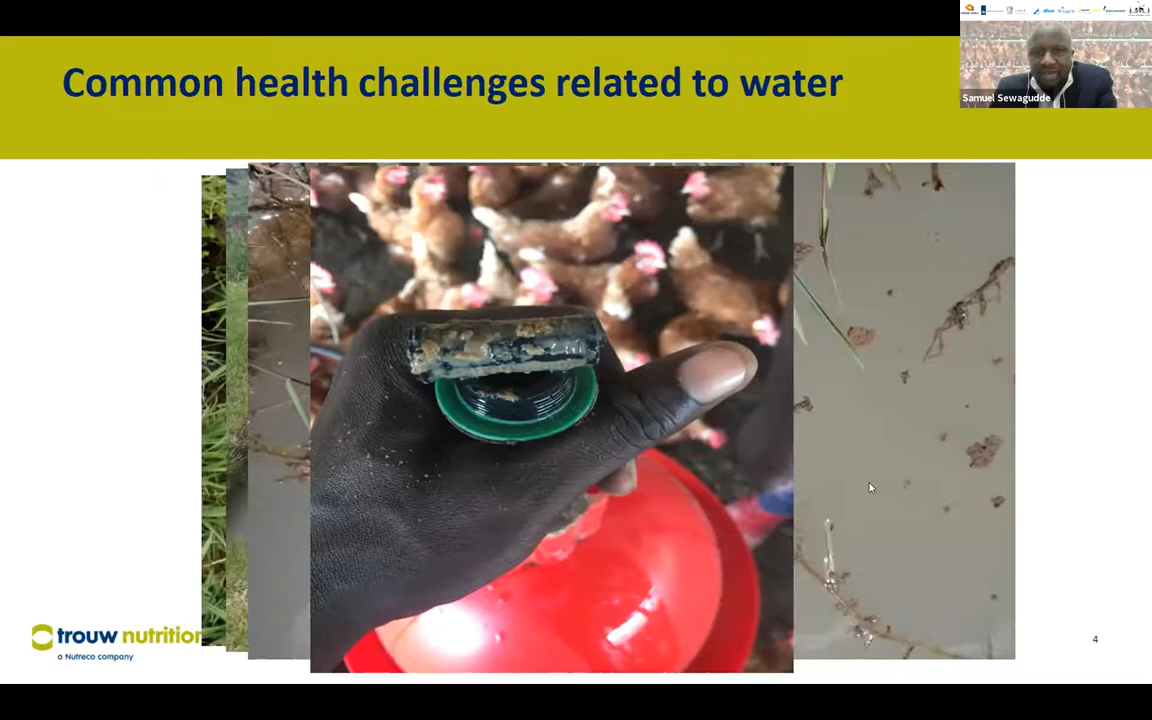 Common health challenges related to water
Samuel Sewagudde
trouw nutrition
a Nutreco company
4